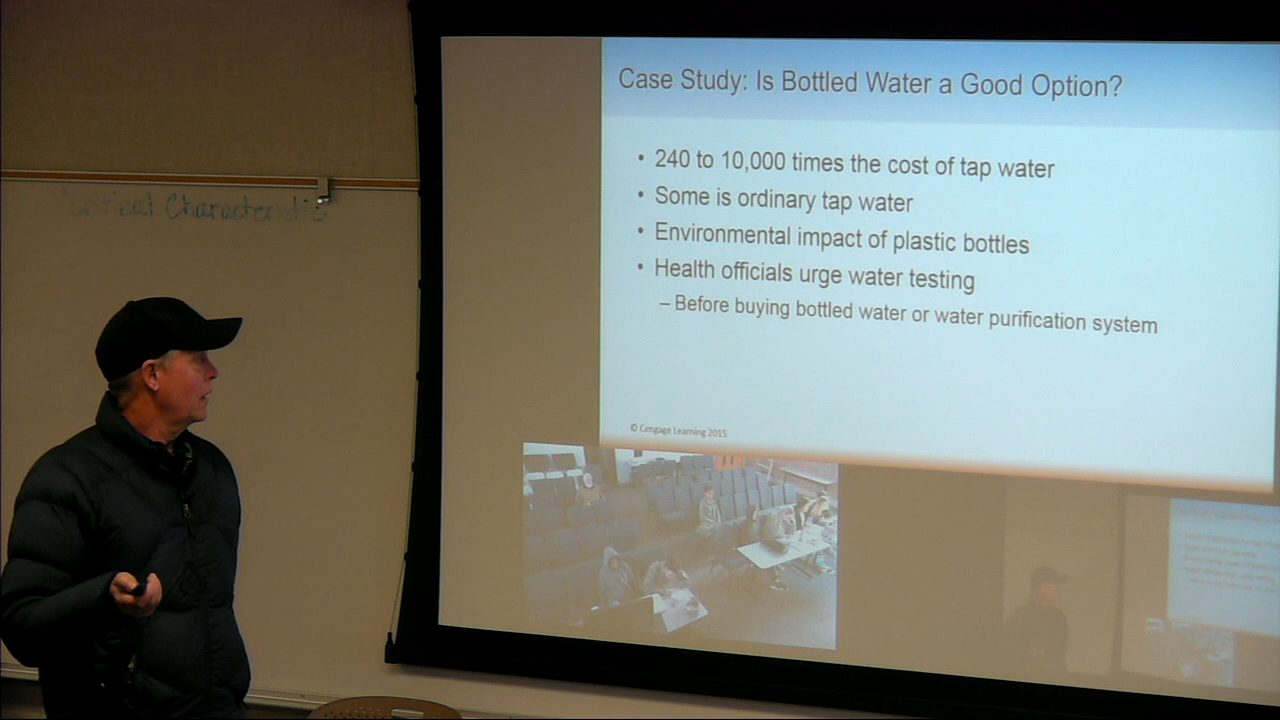 Critical Characteristic
Case Study: Is Bottled Water a Good Option?
• 240 to 10,000 times the cost of tap water
• Some is ordinary tap water
• Environmental impact of plastic bottles
• Health officials urge water testing
– Before buying bottled water or water purification system
© Cengage Learning 2015